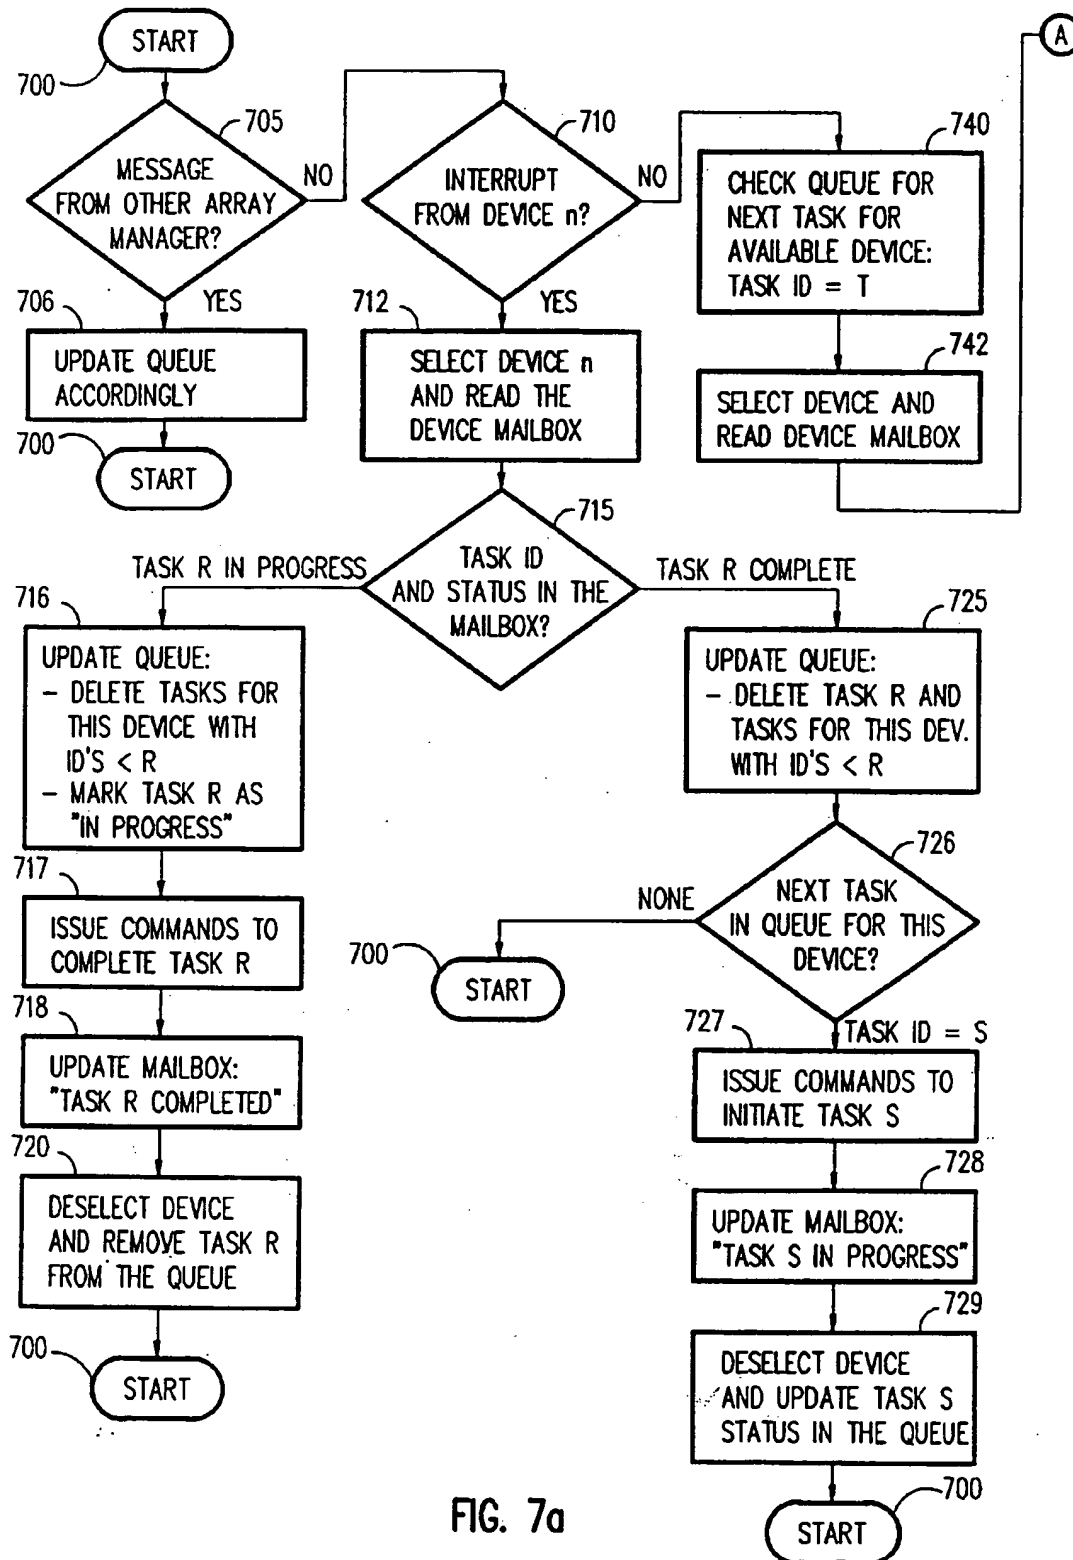 START
700
A
705
MESSAGE
FROM OTHER ARRAY
MANAGER?
NO
YES
706
UPDATE QUEUE
ACCORDINGLY
700
START
710
INTERRUPT
FROM DEVICE n?
NO
YES
712
SELECT DEVICE n
AND READ THE
DEVICE MAILBOX
740
CHECK QUEUE FOR
NEXT TASK FOR
AVAILABLE DEVICE:
TASK ID = T
742
SELECT DEVICE AND
READ DEVICE MAILBOX
715
TASK ID
AND STATUS IN THE
MAILBOX?
TASK R IN PROGRESS
TASK R COMPLETE
716
UPDATE QUEUE:
- DELETE TASKS FOR
THIS DEVICE WITH
ID'S < R
- MARK TASK R AS
"IN PROGRESS"
717
ISSUE COMMANDS TO
COMPLETE TASK R
718
UPDATE MAILBOX:
"TASK R COMPLETED"
720
DESELECT DEVICE
AND REMOVE TASK R
FROM THE QUEUE
700
START
725
UPDATE QUEUE:
- DELETE TASK R AND
TASKS FOR THIS DEV.
WITH ID'S < R
726
NEXT TASK
IN QUEUE FOR THIS
DEVICE?
NONE
700
START
TASK ID = S
727
ISSUE COMMANDS TO
INITIATE TASK S
728
UPDATE MAILBOX:
"TASK S IN PROGRESS"
729
DESELECT DEVICE
AND UPDATE TASK S
STATUS IN THE QUEUE
700
START
FIG. 7a